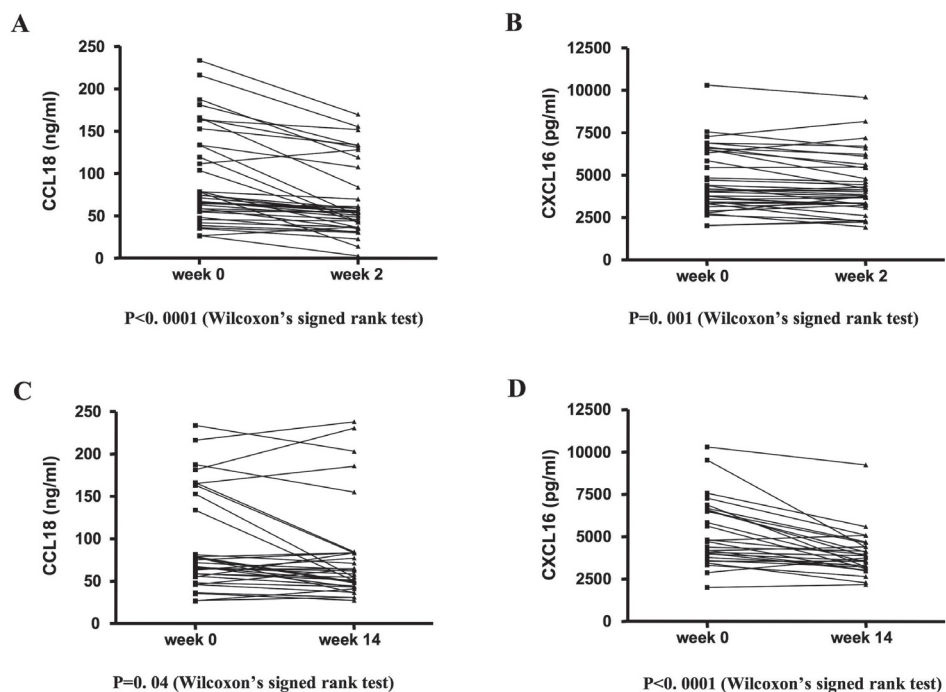 A
CCL18 (ng/ml)
250
200
150
100
50
0
week 0
week 2
P<0. 0001 (Wilcoxon’s signed rank test)
B
CXCL16 (pg/ml)
12500
10000
7500
5000
2500
0
week 0
week 2
P=0. 001 (Wilcoxon’s signed rank test)
C
CCL18 (ng/ml)
250
200
150
100
50
0
week 0
week 14
P=0. 04 (Wilcoxon’s signed rank test)
D
CXCL16 (pg/ml)
12500
10000
7500
5000
2500
0
week 0
week 14
P<0. 0001 (Wilcoxon’s signed rank test)